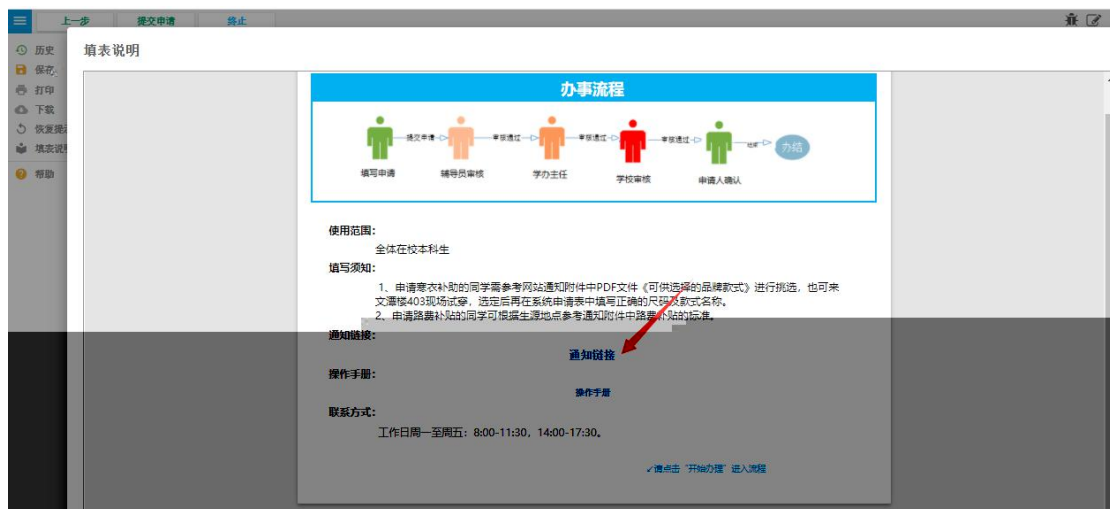 上一步 提交申请 终止
填表说明
历史
保存
打印
下载
恢复提
填表说明
帮助
办事流程
提交申请 审核通过 审核通过 审核通过 结束 办结
填写申请 辅导员审核 学办主任 学校审核 申请人确认
使用范围:
全体在校本科生
填写须知:
1、申请寒衣补助的同学需参考网站通知附件中PDF文件《可供选择的品牌款式》进行挑选，也可来
文潭楼403现场试穿，选定后再在系统申请表中填写正确的尺码及款式名称。
2、申请路费补贴的同学可根据生源地点参考通知附件中路费补贴的标准。
通知链接:
通知链接
操作手册:
操作手册
联系方式:
工作日周一至周五：8:00-11:30，14:00-17:30。
✓请点击“开始办理”进入流程